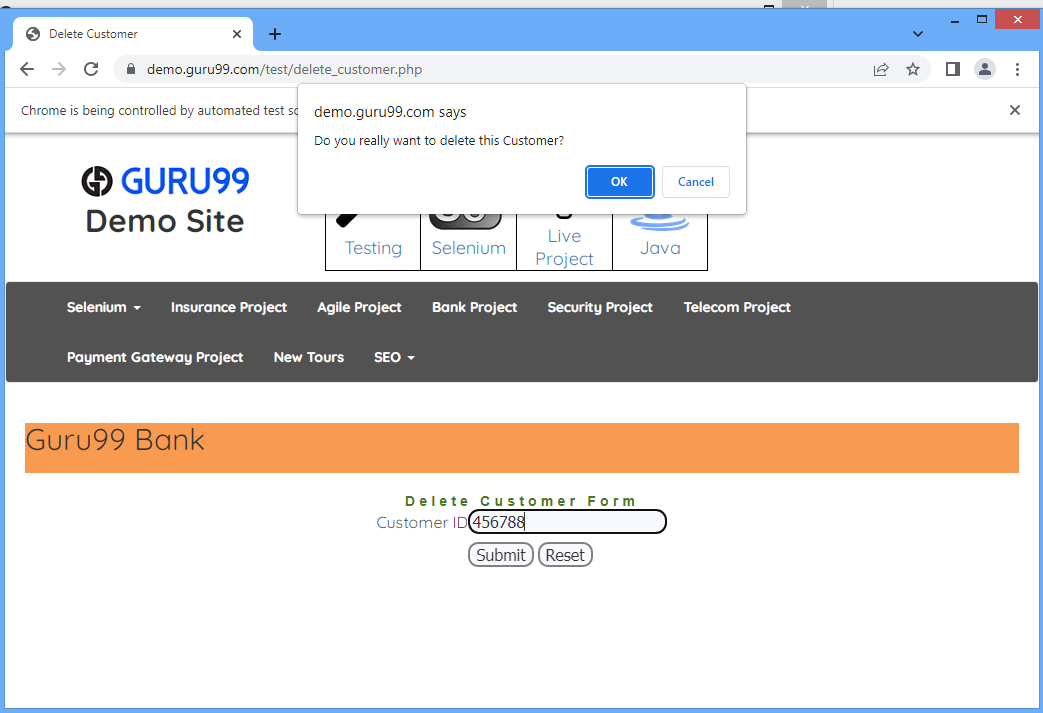 Delete Customer
demo.guru99.com/test/delete_customer.php
Chrome is being controlled by automated test
demo.guru99.com says
Do you really want to delete this Customer?
OK Cancel
GURU99
Demo Site
Testing Selenium Live Project Java
Selenium Insurance Project Agile Project Bank Project Security Project Telecom Project
Payment Gateway Project New Tours SEO
Guru99 Bank
Delete Customer Form
Customer ID 456788
Submit Reset